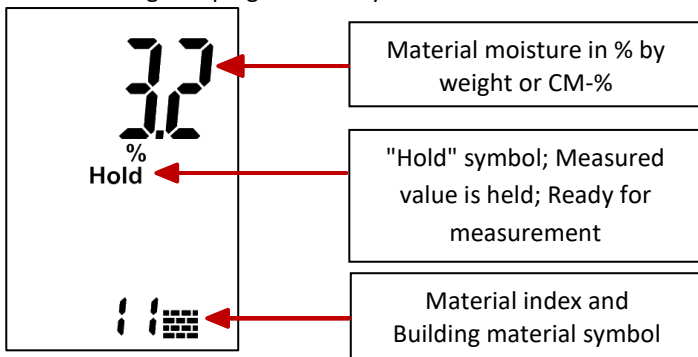 3.2
Material moisture in % by
weight or CM-%
%
Hold
"Hold" symbol; Measured
value is held; Ready for
measurement
11
Material index and
Building material symbol